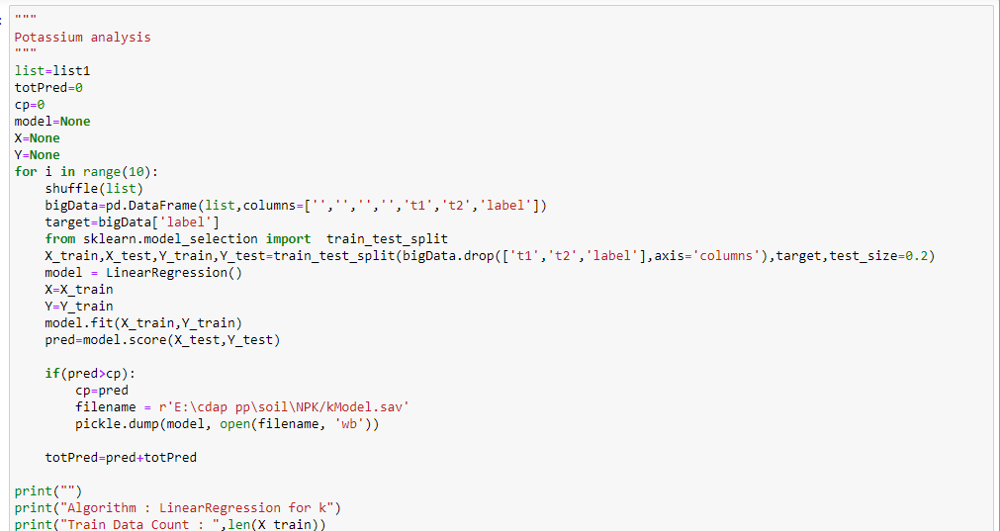 """
Potassium analysis
"""
list=list1
totPred=0
cp=0
model=None
X=None
Y=None
for i in range(10):
    shuffle(list)
    bigData=pd.DataFrame(list,columns=['','','','','t1','t2','label'])
    target=bigData['label']
    from sklearn.model_selection import  train_test_split
    X_train,X_test,Y_train,Y_test=train_test_split(bigData.drop(['t1','t2','label'],axis='columns'),target,test_size=0.2)
    model = LinearRegression()
    X=X_train
    Y=Y_train
    model.fit(X_train,Y_train)
    pred=model.score(X_test,Y_test)

    if(pred>cp):
        cp=pred
        filename = r'E:\cdap pp\soil\NPK/kModel.sav'
        pickle.dump(model, open(filename, 'wb'))

    totPred=pred+totPred

print("")
print("Algorithm : LinearRegression for k")
print("Train Data Count : ",len(X_train))